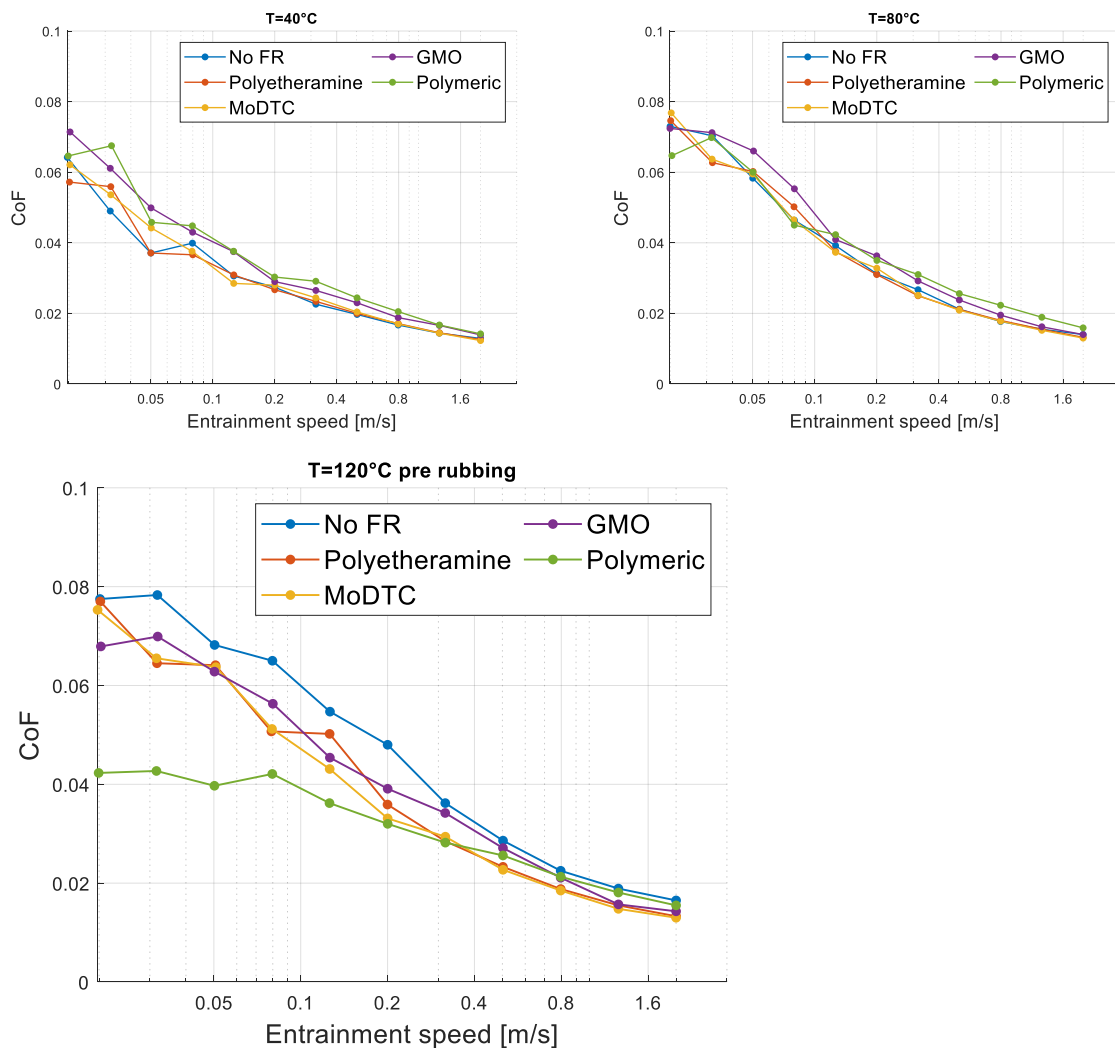 T=40°C
0.1
0.08
0.06
0.04
0.02
0
CoF
No FR
GMO
Polyetheramine
Polymeric
MoDTC
0.05
0.1
0.2
0.4
0.8
1.6
Entrainment speed [m/s]
T=80°C
0.1
0.08
0.06
0.04
0.02
0
CoF
No FR
GMO
Polyetheramine
Polymeric
MoDTC
0.05
0.1
0.2
0.4
0.8
1.6
Entrainment speed [m/s]
T=120°C pre rubbing
0.1
0.08
0.06
0.04
0.02
0
CoF
No FR
GMO
Polyetheramine
Polymeric
MoDTC
0.05
0.1
0.2
0.4
0.8
1.6
Entrainment speed [m/s]